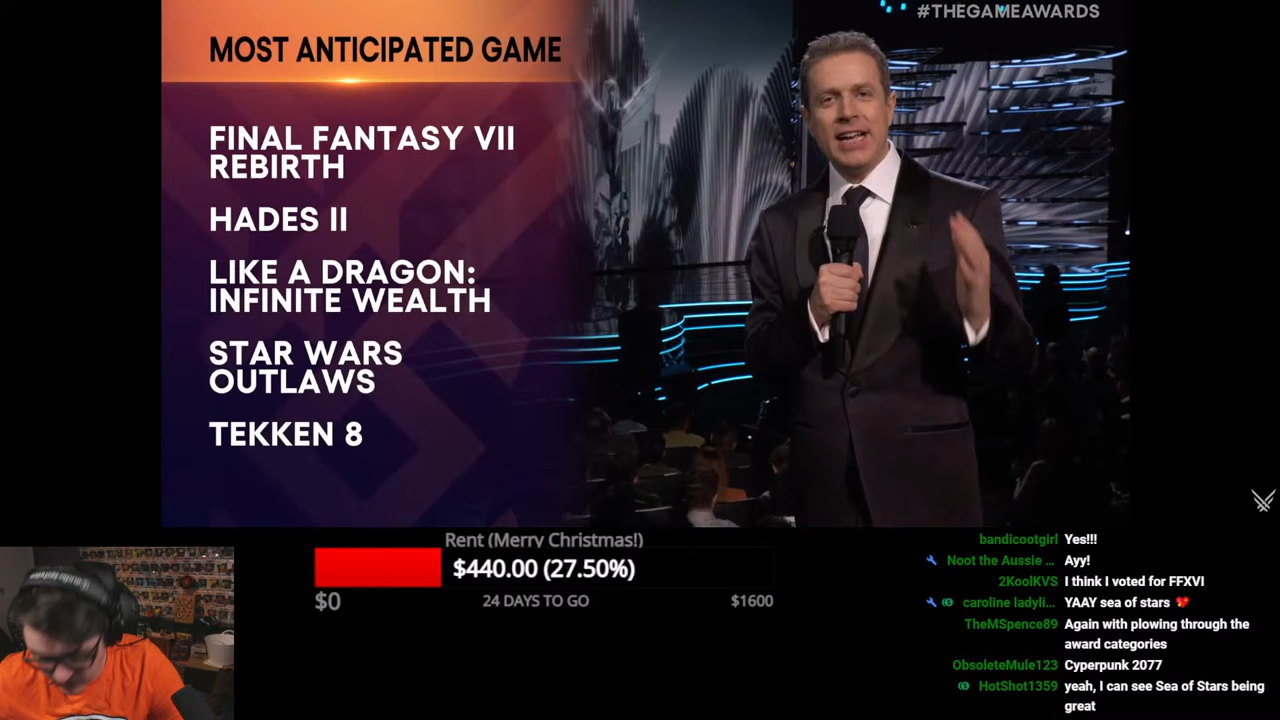 #THEGAMEAWARDS
MOST ANTICIPATED GAME
FINAL FANTASY VII
REBIRTH
HADES II
LIKE A DRAGON:
INFINITE WEALTH
STAR WARS
OUTLAWS
TEKKEN 8
Rent (Merry Christmas!)
$440.00 (27.50%)
$0 24 DAYS TO GO $1600
bandicootgirl Yes!!!
Noot the Aussie ... Ayy!
2KoolKVS I think I voted for FFXVI
caroline ladyli... YAAY sea of stars
TheMSpence89 Again with plowing through the
award categories
ObsoleteMule123 Cyperpunk 2077
HotShot1359 yeah, I can see Sea of Stars being
great